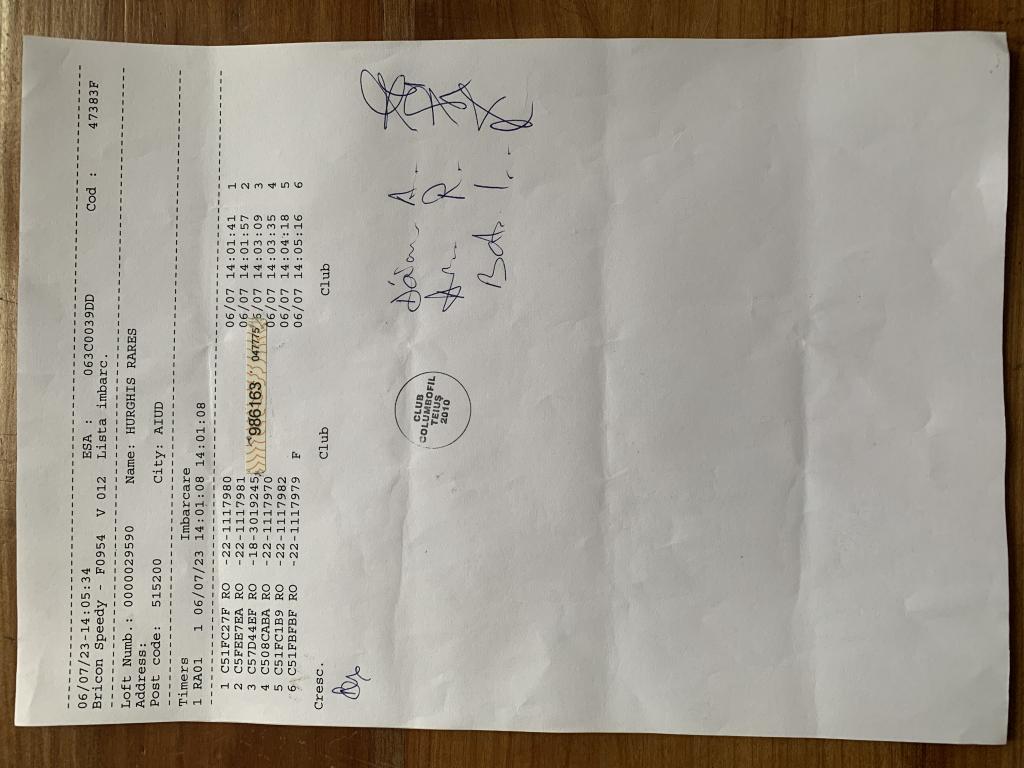 --------------------------------------------------------------------------------
06/07/23-14:05:34 ESA : 063C0039DD
Bricon Speedy - F0954 V 012 Lista imbarc. Cod : 47383F
--------------------------------------------------------------------------------
Loft Numb.: 0000029590 Name: HURGHIS RARES
Address:
Post code: 515200 City: AIUD
--------------------------------------------------------------------------------
Timers Imbarcare
1 RA01 1 06/07/23 14:01:08 14:01:08
--------------------------------------------------------------------------------
1 C51FC27F RO -22-1117980 06/07 14:01:41 1
2 C5FEE7EA RO -22-1117981 06/07 14:01:57 2
3 C57D44EF RO -18-3019245 6/07 14:03:09 3
4 C508CABA RO -22-1117970 06/07 14:03:35 4
5 C51FC1B9 RO -22-1117982 06/07 14:04:18 5
6 C51FBFBF RO -22-1117979 F 06/07 14:05:16 6
986163 047775
Cresc. Club Club
CLUB
COLUMBOFIL
TEIUȘ
2010
A.
R.
I.